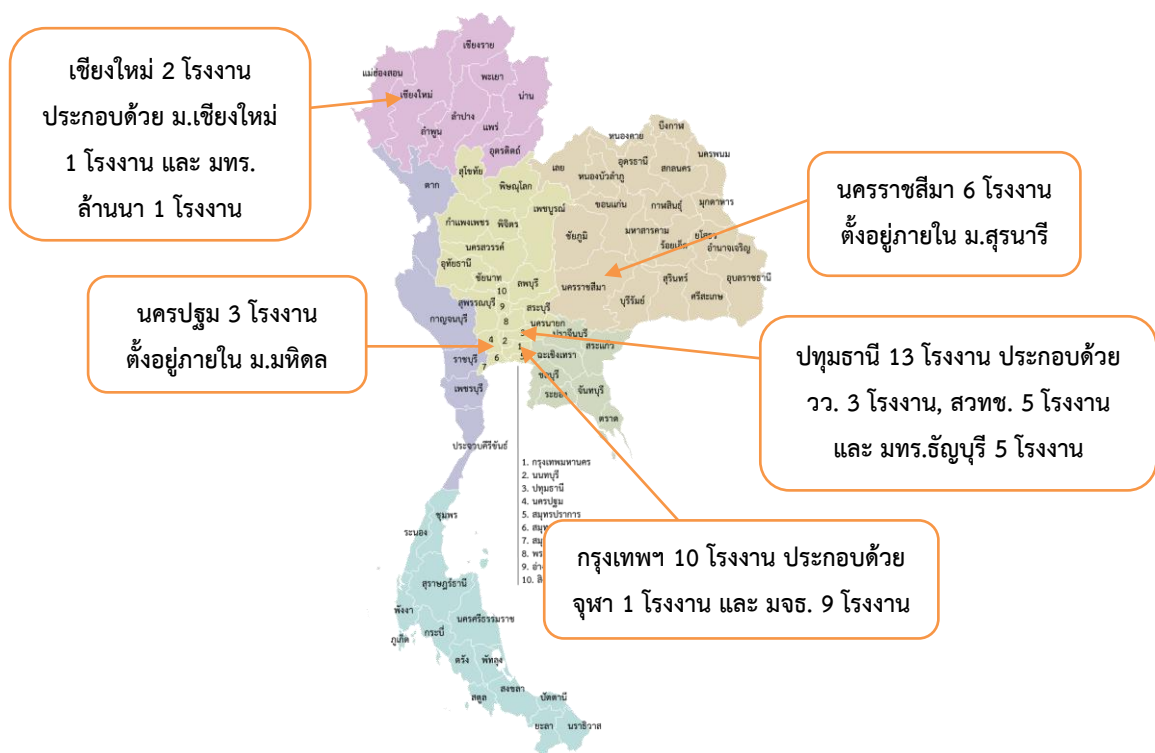 เชียงใหม่ 2 โรงงาน
ประกอบด้วย ม.เชียงใหม่
1 โรงงาน และ มทร.
ล้านนา 1 โรงงาน
นครราชสีมา 6 โรงงาน
ตั้งอยู่ภายใน ม.สุรนารี
นครปฐม 3 โรงงาน
ตั้งอยู่ภายใน ม.มหิดล
ปทุมธานี 13 โรงงาน ประกอบด้วย
วว. 3 โรงงาน, สวทช. 5 โรงงาน
และ มทร.ธัญบุรี 5 โรงงาน
กรุงเทพฯ 10 โรงงาน ประกอบด้วย
จุฬา 1 โรงงาน และ มจธ. 9 โรงงาน
เชียงราย
แม่ฮ่องสอน
พะเยา
เชียงใหม่
น่าน
ลำปาง
แพร่
ลำพูน
อุตรดิตถ์
สุโขทัย
ตาก
พิษณุโลก
เพชรบูรณ์
กำแพงเพชร
พิจิตร
นครสวรรค์
อุทัยธานี
ชัยนาท
ลพบุรี
10
9
สุพรรณบุรี
สระบุรี
8
นครนายก
กาญจนบุรี
4
2
1
6
7
ปราจีนบุรี
สระแก้ว
ฉะเชิงเทรา
ชลบุรี
ระยอง
จันทบุรี
ตราด
ราชบุรี
เพชรบุรี
ประจวบคีรีขันธ์
บึงกาฬ
หนองคาย
เลย
อุดรธานี
นครพนม
สกลนคร
หนองบัวลำภู
ขอนแก่น
กาฬสินธุ์
มุกดาหาร
ชัยภูมิ
มหาสารคาม
ร้อยเอ็ด
ยโสธร
อำนาจเจริญ
นครราชสีมา
บุรีรัมย์
สุรินทร์
ศรีสะเกษ
อุบลราชธานี
1. กรุงเทพมหานคร
2. นนทบุรี
3. ปทุมธานี
4. นครปฐม
5. สมุทรปราการ
6.
7.
8.
9.
10.
ชุมพร
ระนอง
สุราษฎร์ธานี
พังงา
นครศรีธรรมราช
ภูเก็ต
กระบี่
ตรัง
พัทลุง
สตูล
สงขลา
ปัตตานี
ยะลา
นราธิวาส